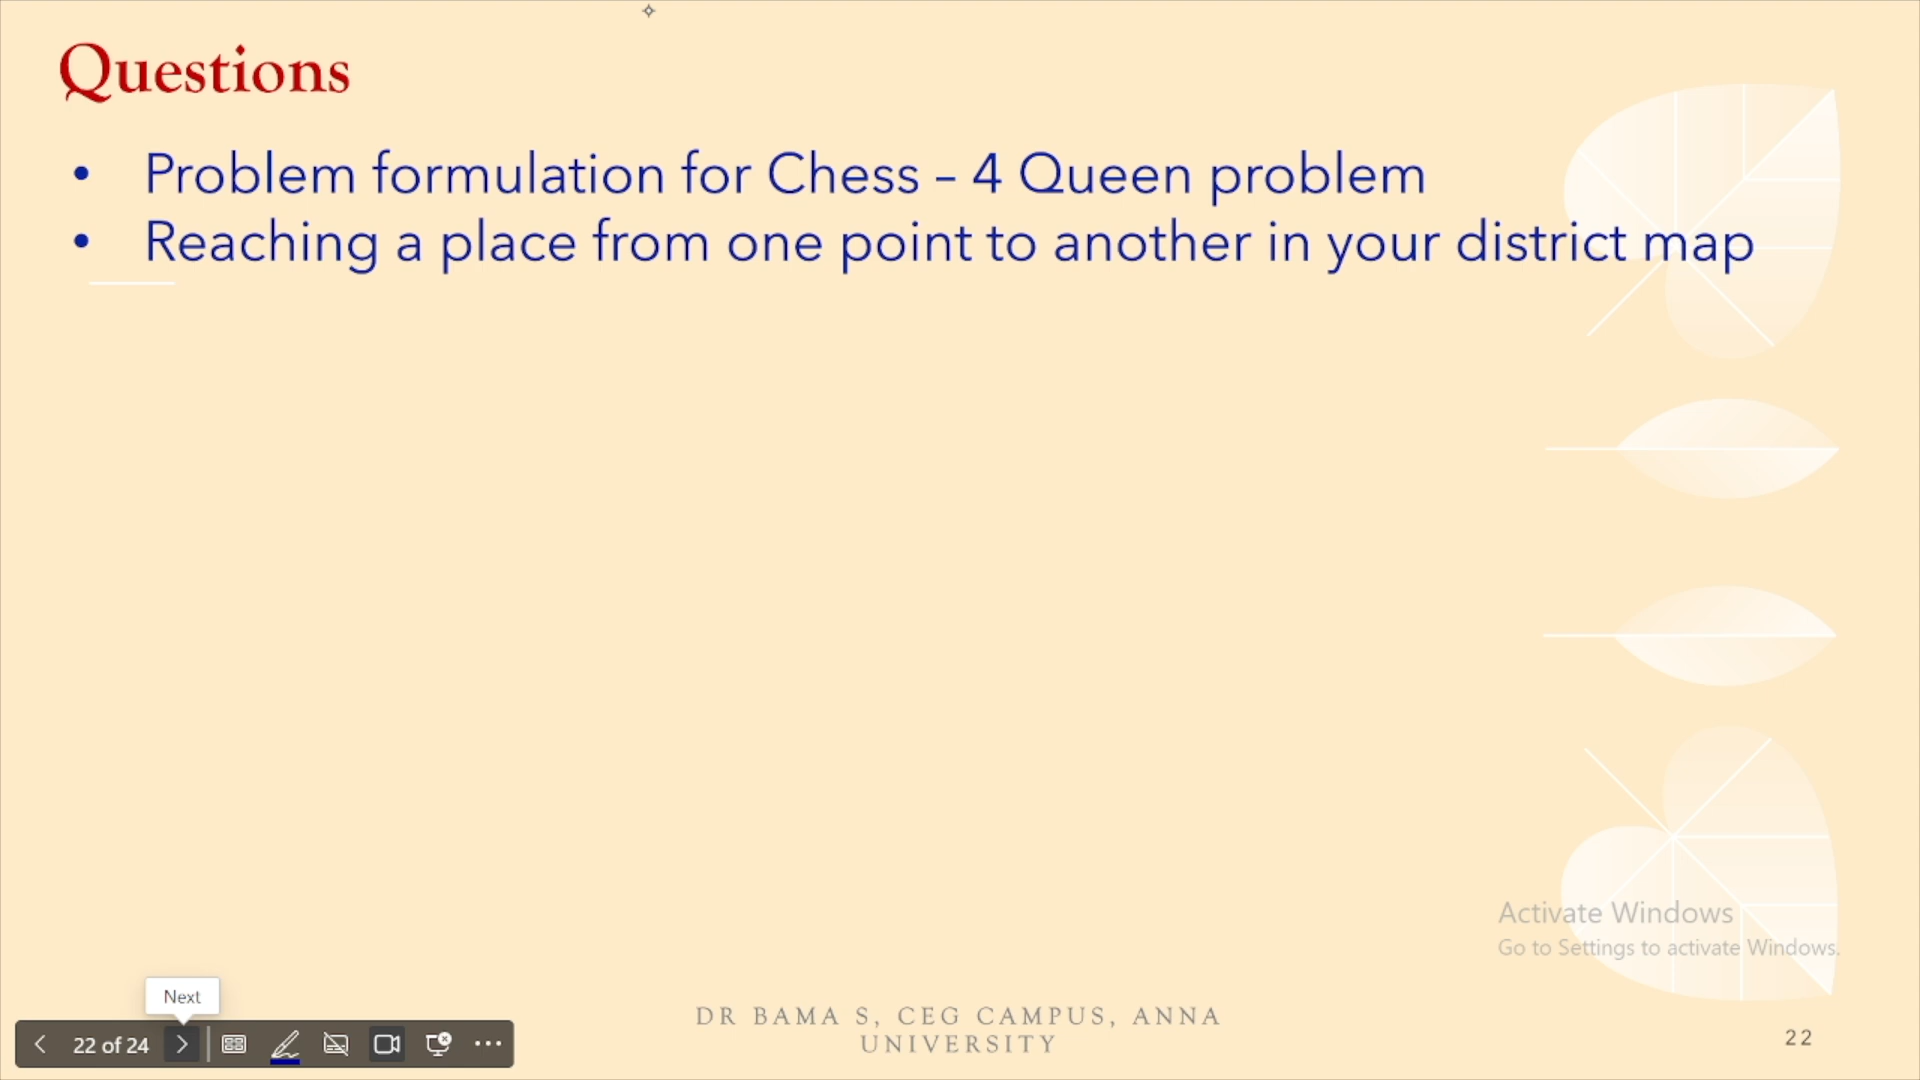 Questions
• Problem formulation for Chess – 4 Queen problem
• Reaching a place from one point to another in your district map
Activate Windows
Go to Settings to activate Windows.
Next
22 of 24
DR BAMA S, CEG CAMPUS, ANNA
UNIVERSITY
22